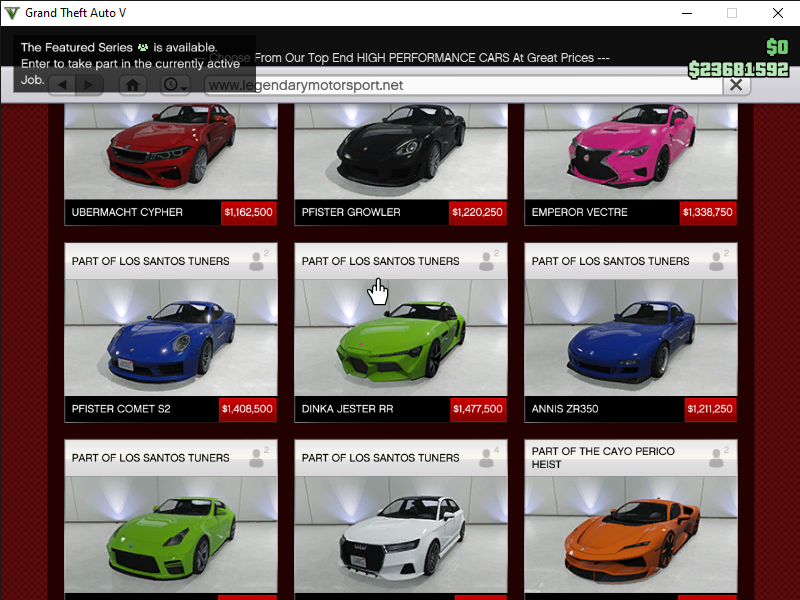 Grand Theft Auto V
The Featured Series is available.
Enter to take part in the currently active
Job.
--- Choose From Our Top End HIGH PERFORMANCE CARS At Great Prices ---
$0
$23681592
www.legendarymotorsport.net
UBERMACHT CYPHER $1,162,500
PFISTER GROWLER $1,220,250
EMPEROR VECTRE $1,338,750
PART OF LOS SANTOS TUNERS 2
PART OF LOS SANTOS TUNERS 2
PART OF LOS SANTOS TUNERS 2
PFISTER COMET S2 $1,408,500
DINKA JESTER RR $1,477,500
ANNIS ZR350 $1,211,250
PART OF LOS SANTOS TUNERS 2
PART OF LOS SANTOS TUNERS 4
PART OF THE CAYO PERICO 2
HEIST